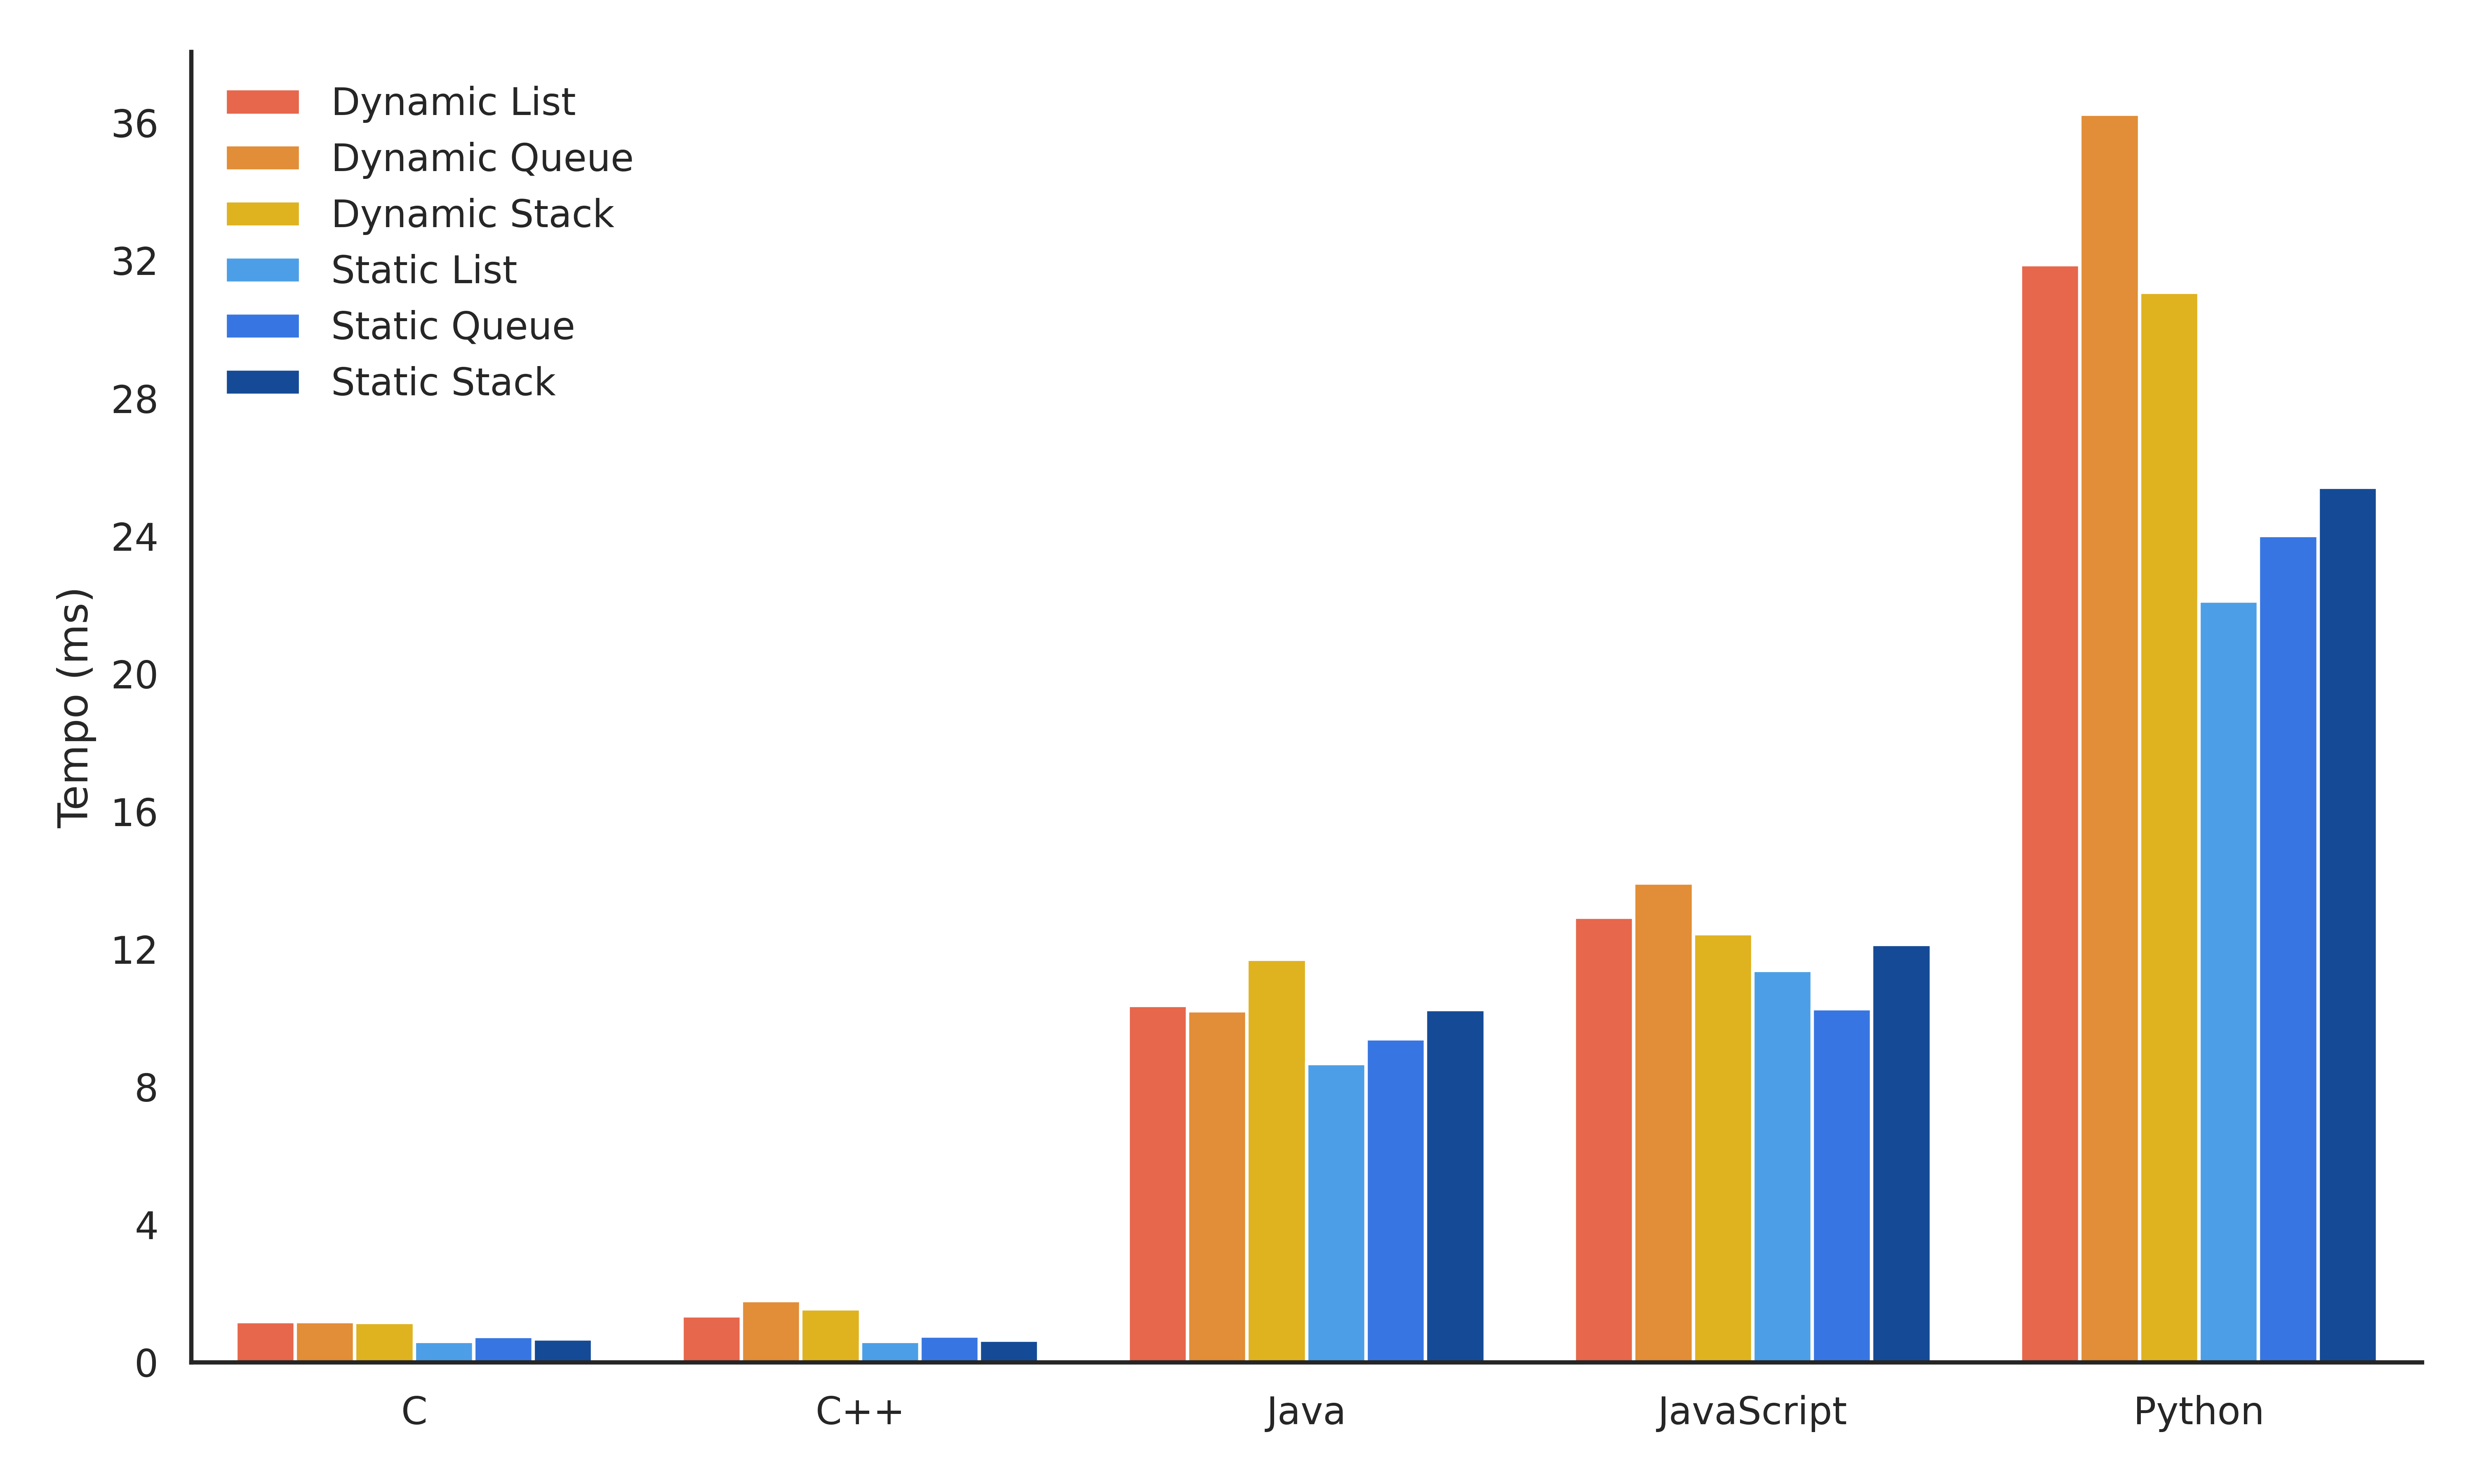 Dynamic List
Dynamic Queue
Dynamic Stack
Static List
Static Queue
Static Stack
Tempo (ms)
36
32
28
24
20
16
12
8
4
0
C
C++
Java
JavaScript
Python